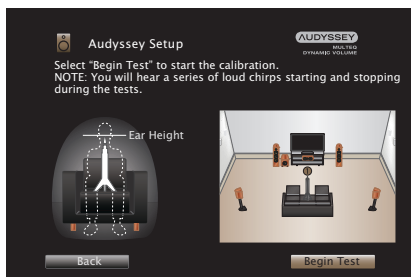 Audyssey Setup
AUDYSSEY
MULTEQ
DYNAMIC VOLUME
Select “Begin Test” to start the calibration.
NOTE: You will hear a series of loud chirps starting and stopping
during the tests.
Ear Height
Back
Begin Test